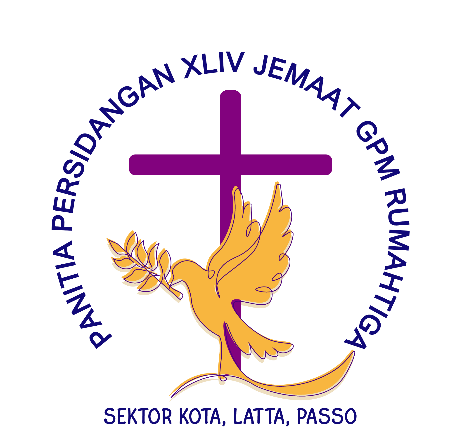 PANITIA PERSIDANGAN XLIV JEMAAT GPM RUMAHTIGA
SEKTOR KOTA, LATTA, PASSO